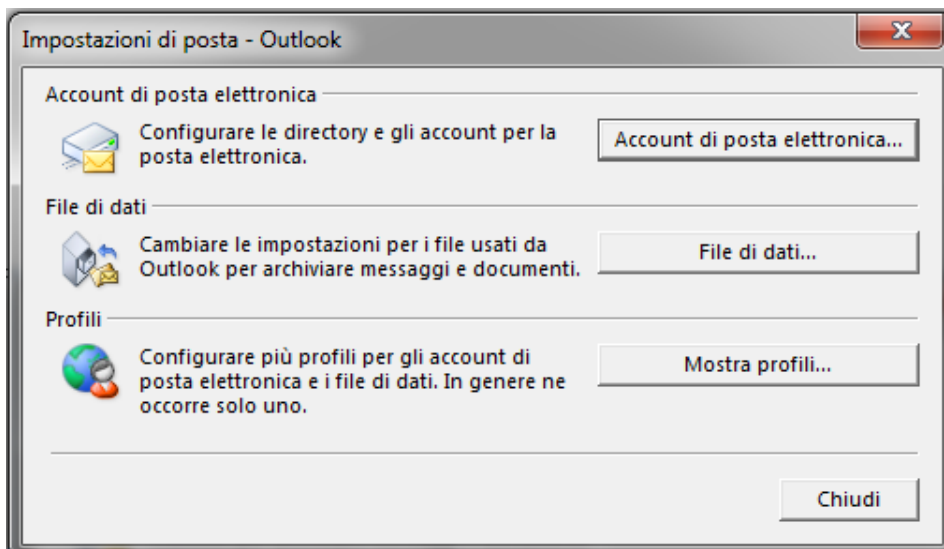 Impostazioni di posta - Outlook
Account di posta elettronica
Configurare le directory e gli account per la
posta elettronica.
Account di posta elettronica...
File di dati
Cambiare le impostazioni per i file usati da
Outlook per archiviare messaggi e documenti.
File di dati...
Profili
Configurare più profili per gli account di
posta elettronica e i file di dati. In genere ne
occorre solo uno.
Mostra profili...
Chiudi